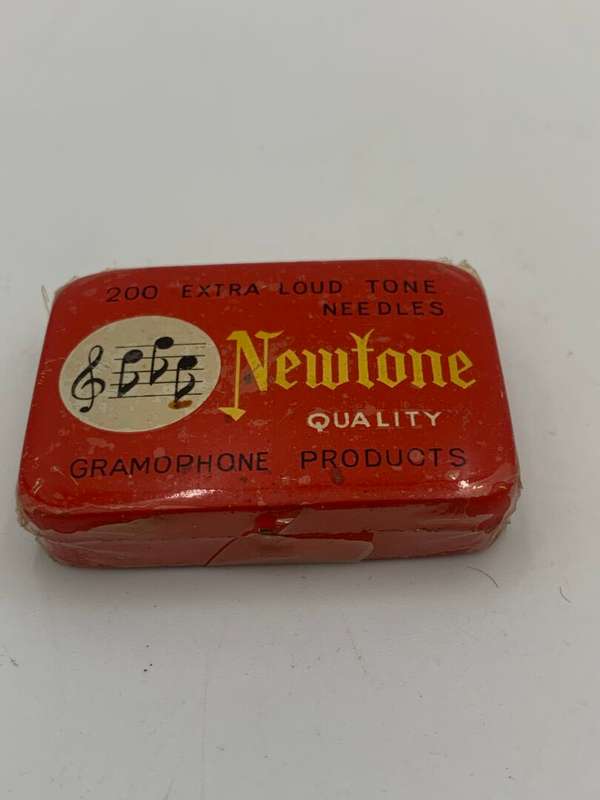 200 EXTRA LOUD TONE
NEEDLES
Newtone
QUALITY
GRAMOPHONE PRODUCTS